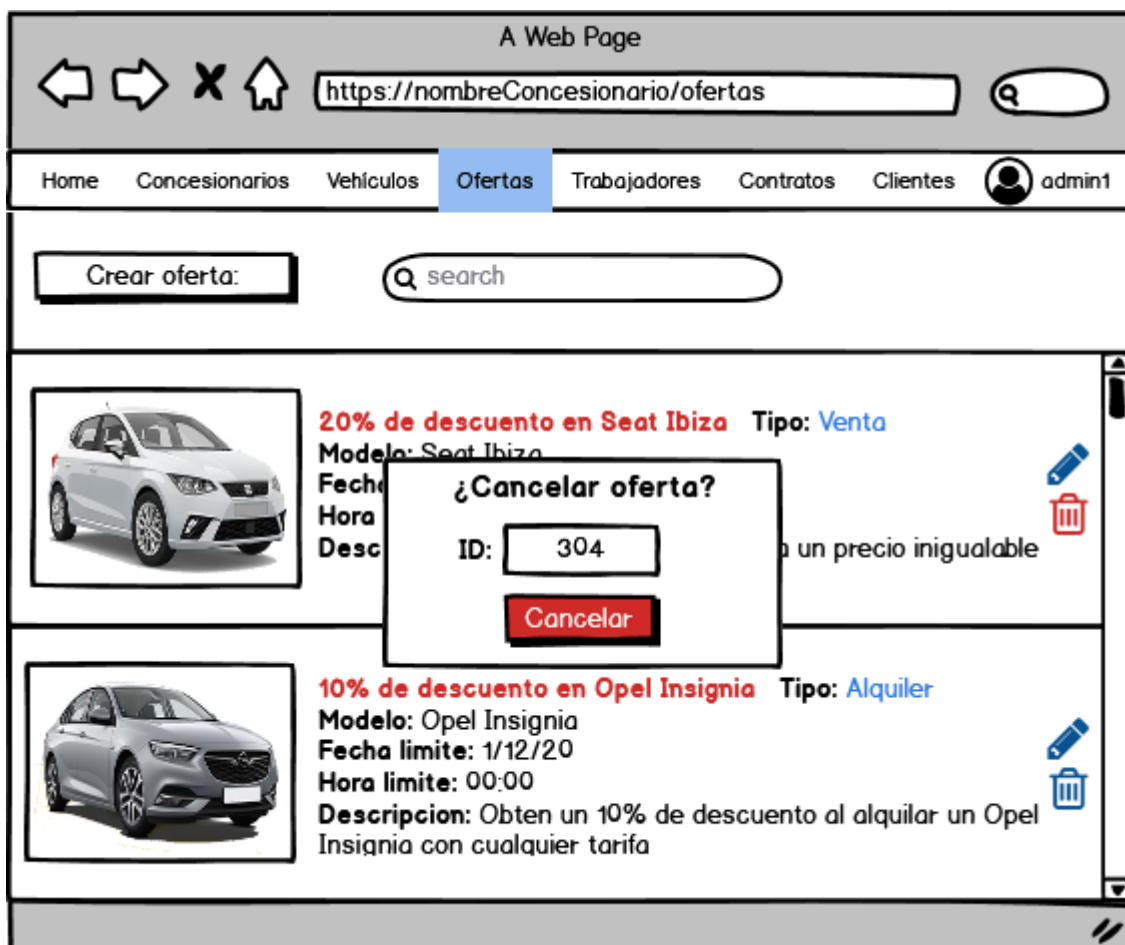 A Web Page
https://nombreConcesionario/ofertas
Home Concesionarios Vehículos Ofertas Trabajadores Contratos Clientes admin1
Crear oferta:
search
20% de descuento en Seat Ibiza Tipo: Venta
Modelo: Seat Ibiza
Fecha
Hora
¿Cancelar oferta?
ID: 304
un precio inigualable
Cancelar
10% de descuento en Opel Insignia Tipo: Alquiler
Modelo: Opel Insignia
Fecha limite: 1/12/20
Hora limite: 00:00
Descripcion: Obten un 10% de descuento al alquilar un Opel
Insignia con cualquier tarifa